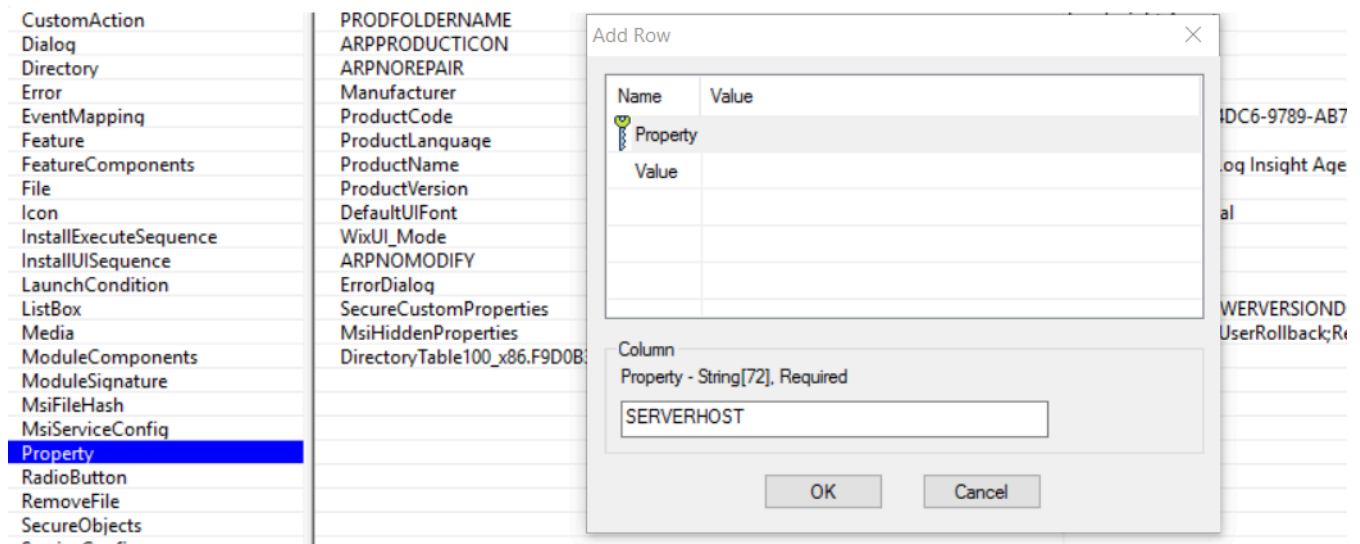 CustomAction
Dialog
Directory
Error
EventMapping
Feature
FeatureComponents
File
Icon
InstallExecuteSequence
InstallUISequence
LaunchCondition
ListBox
Media
ModuleComponents
ModuleSignature
MsiFileHash
MsiServiceConfig
Property
RadioButton
RemoveFile
SecureObjects
PRODFOLDERNAME
ARPPRODUCTICON
ARPNOREPAIR
Manufacturer
ProductCode
ProductLanguage
ProductName
ProductVersion
DefaultUIFont
WixUI_Mode
ARPNOMODIFY
ErrorDialog
SecureCustomProperties
MsiHiddenProperties
DirectoryTable100_x86.F9D0B
Add Row
Name Value
Property
Value
Column
Property - String[72], Required
SERVERHOST
OK Cancel
DC6-9789-AB7
og Insight Age
al
WERVERSIOND
UserRollback;Re